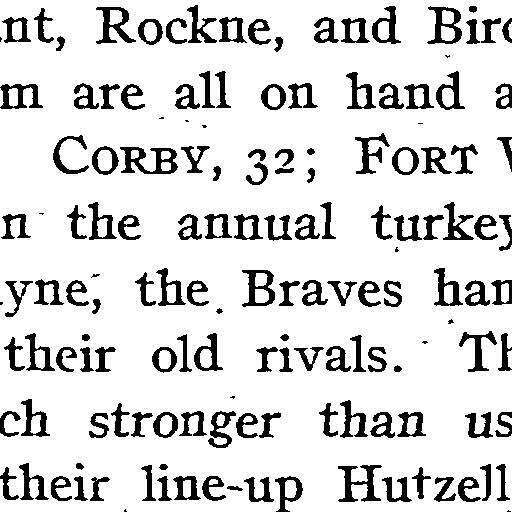 nt, Rockne, and Bir
m are all on hand a
CORBY, 32; FORT
n the annual turkey
yne, the Braves han
their old rivals. Th
ch stronger than us
their line-up Hutzell